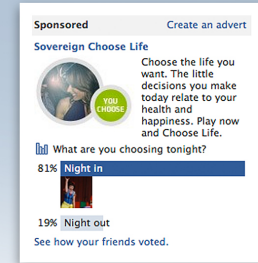 Sponsored Create an advert
Sovereign Choose Life
Choose the life you
want. The little
decisions you make
today relate to your
health and
happiness. Play now
and Choose Life.
YOU
CHOOSE
What are you choosing tonight?
81% Night in
19% Night out
See how your friends voted.